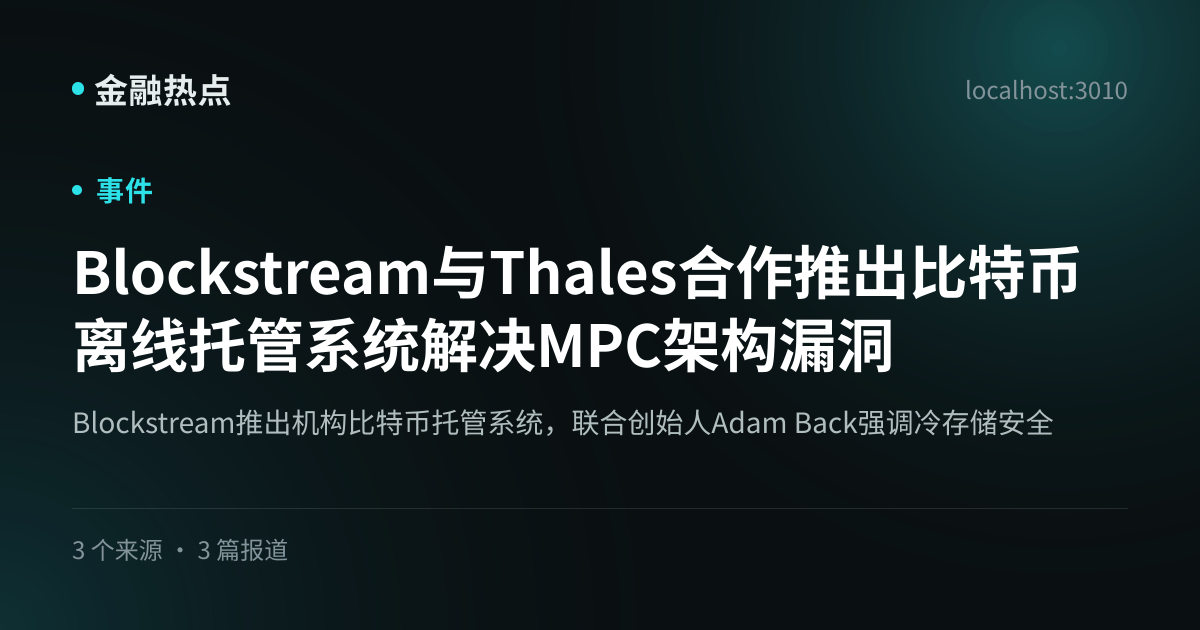 金融热点
localhost:3010
事件
Blockstream与Thales合作推出比特币
离线托管系统解决MPC架构漏洞
Blockstream推出机构比特币托管系统，联合创始人Adam Back强调冷存储安全
3 个来源 · 3 篇报道